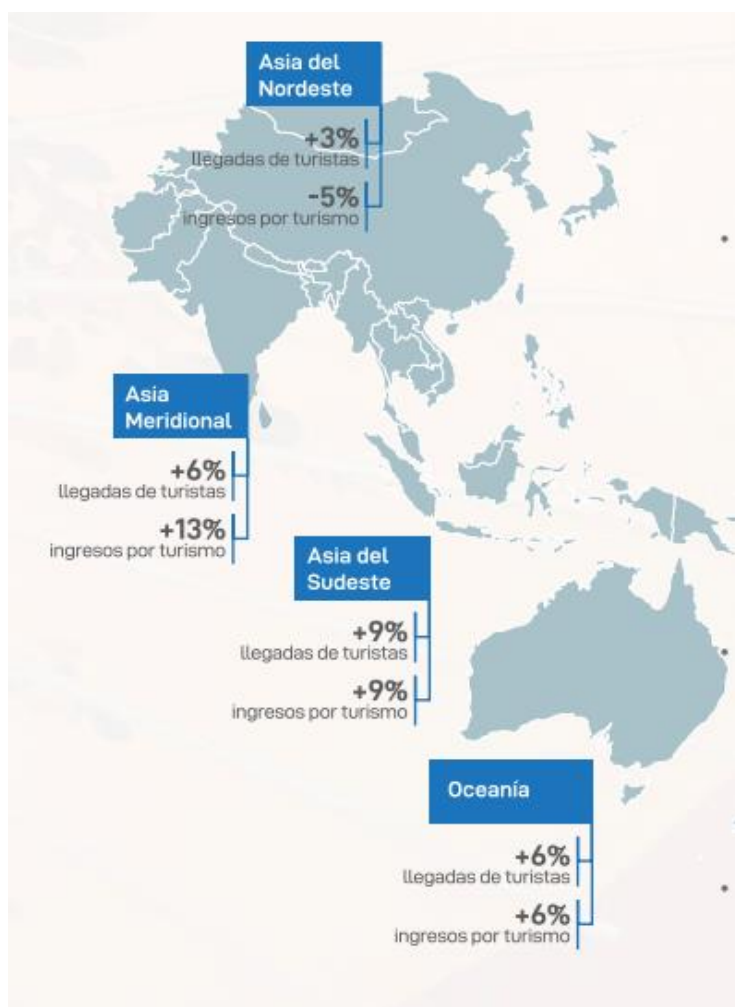 Asia del
Nordeste
+3%
llegadas de turistas
-5%
ingresos por turismo
Asia
Meridional
+6%
llegadas de turistas
+13%
ingresos por turismo
Asia del
Sudeste
+9%
llegadas de turistas
+9%
ingresos por turismo
Oceanía
+6%
llegadas de turistas
+6%
ingresos por turismo